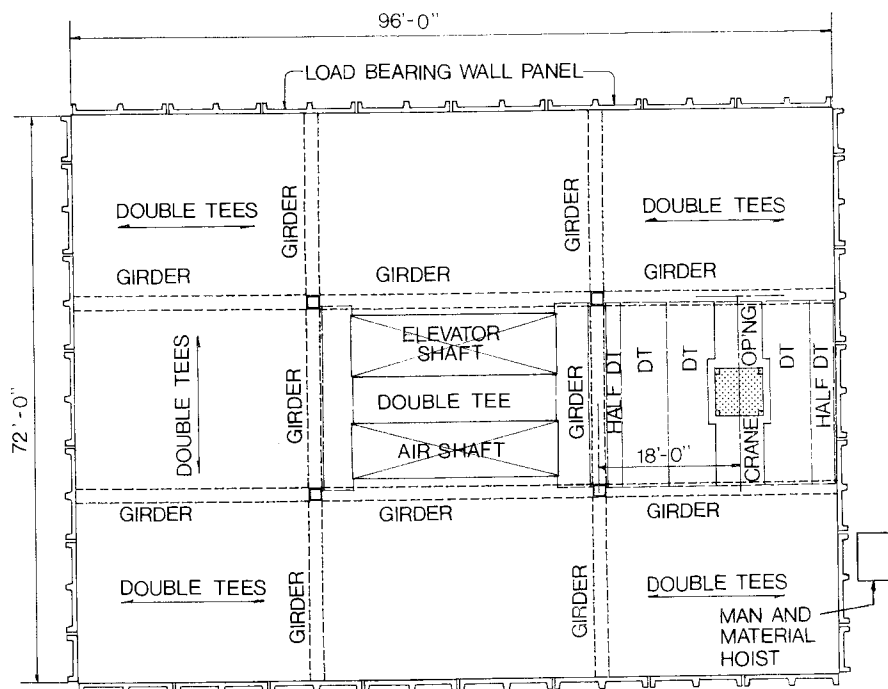 96'-0"
LOAD BEARING WALL PANEL
DOUBLE TEES
GIRDER
GIRDER
DOUBLE TEES
GIRDER
GIRDER
GIRDER
72'-0"
DOUBLE TEES
GIRDER
ELEVATOR
SHAFT
DOUBLE TEE
AIR SHAFT
GIRDER
HALF DT
DT
DT
CRANE OP'NG
DT
HALF DT
18'-0"
GIRDER
GIRDER
GIRDER
DOUBLE TEES
GIRDER
GIRDER
DOUBLE TEES
MAN AND
MATERIAL
HOIST